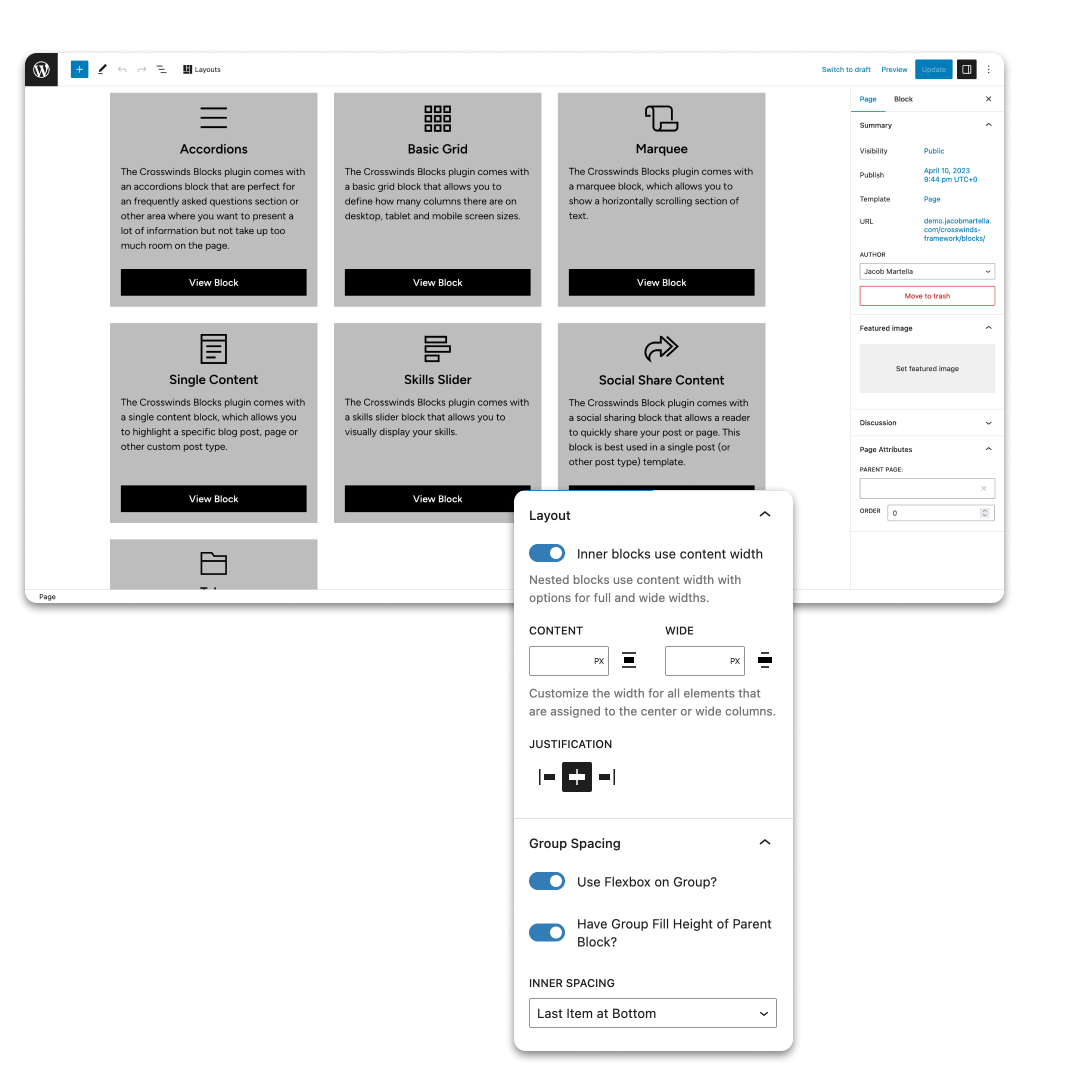 Layouts
Switch to draft
Preview
Update
Accordions
The Crosswinds Blocks plugin comes with
an accordions block that are perfect for
an frequently asked questions section or
other area where you want to present a
lot of information but not take up too
much room on the page.
View Block
Basic Grid
The Crosswinds Blocks plugin comes with
a basic grid block that allows you to
define how many columns there are on
desktop, tablet and mobile screen sizes.
View Block
Marquee
The Crosswinds Blocks plugin comes with
a marquee block, which allows you to
show a horizontally scrolling section of
text.
View Block
Single Content
The Crosswinds Block plugin comes with
a single content block, which allows you
to highlight a specific blog post, page or
other custom post type.
View Block
Skills Slider
The Crosswinds Block plugin comes with
a skills slider block that allows you to
visually display your skills.
View Block
Social Share Content
The Crosswinds Block plugin comes with
a social sharing block that allows a reader
to quickly share your post or page. This
block is best used in a single post (or
other post type) template.
Page
Page
Block
Summary
Visibility
Public
Publish
April 10, 2023
9:44 pm UTC+0
Template
Page
URL
demo.jacobmartella.
com/crosswinds-
framework/blocks/
AUTHOR
Jacob Martella
Move to trash
Featured image
Set featured image
Discussion
Page Attributes
PARENT PAGE:
ORDER
0
Layout
Inner blocks use content width
Nested blocks use content width with
options for full and wide widths.
CONTENT
WIDE
PX
PX
Customize the width for all elements that
are assigned to the center or wide columns.
JUSTIFICATION
Group Spacing
Use Flexbox on Group?
Have Group Fill Height of Parent
Block?
INNER SPACING
Last Item at Bottom